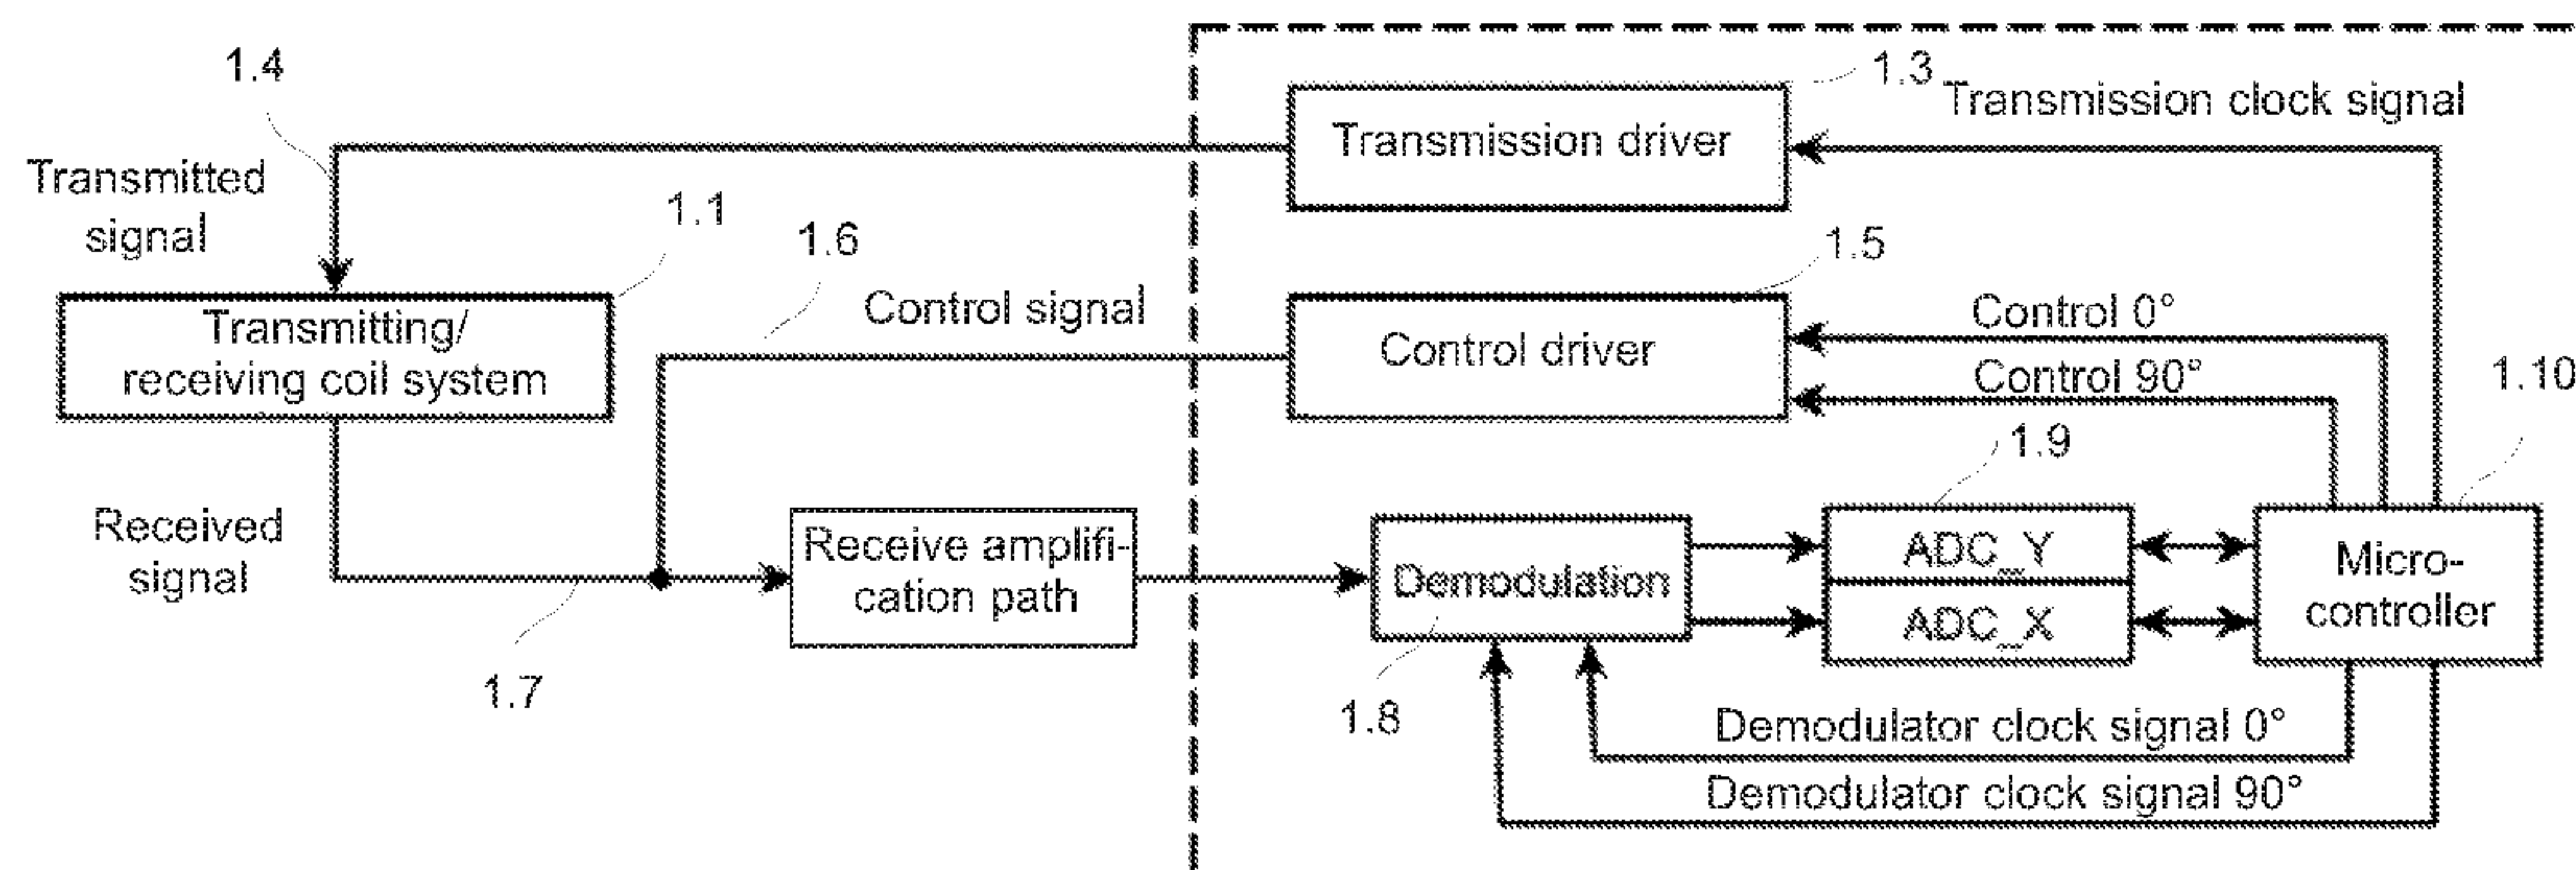 1.4
1.3
Transmission clock signal
Transmission driver
Transmitted
signal
1.1
1.6
1.5
Control signal
Control 0°
Transmitting/
receiving coil system
Control driver
Control 90°
1.10
1.9
Received
signal
Receive amplifi-
cation path
Demodulation
ADC_Y
ADC_X
Micro-
controller
1.7
1.8
Demodulator clock signal 0°
Demodulator clock signal 90°